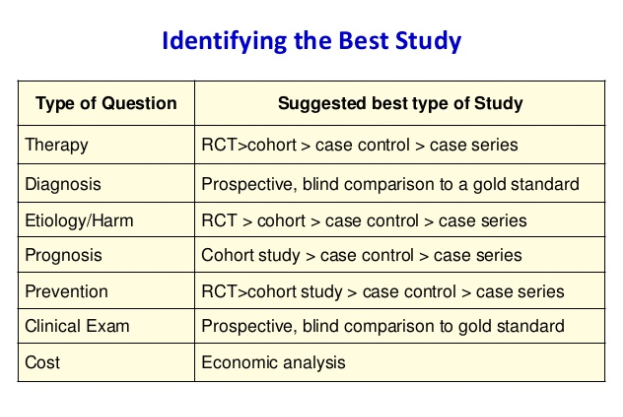 Identifying the Best Study
Type of Question Suggested best type of Study
Therapy RCT>cohort > case control > case series
Diagnosis Prospective, blind comparison to a gold standard
Etiology/Harm RCT > cohort > case control > case series
Prognosis Cohort study > case control > case series
Prevention RCT>cohort study > case control > case series
Clinical Exam Prospective, blind comparison to gold standard
Cost Economic analysis